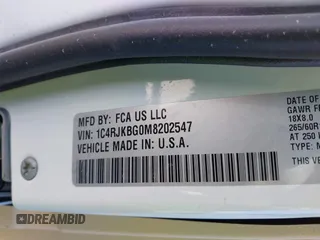 MFD BY: FCA US LLC
DATE OF
VIN: 1C4RJKBG0M8202547
GAWR F
VEHICLE MADE IN: U.S.A.
18X8.0
265/60R
AT 250
TYPE: M
DREAMBID